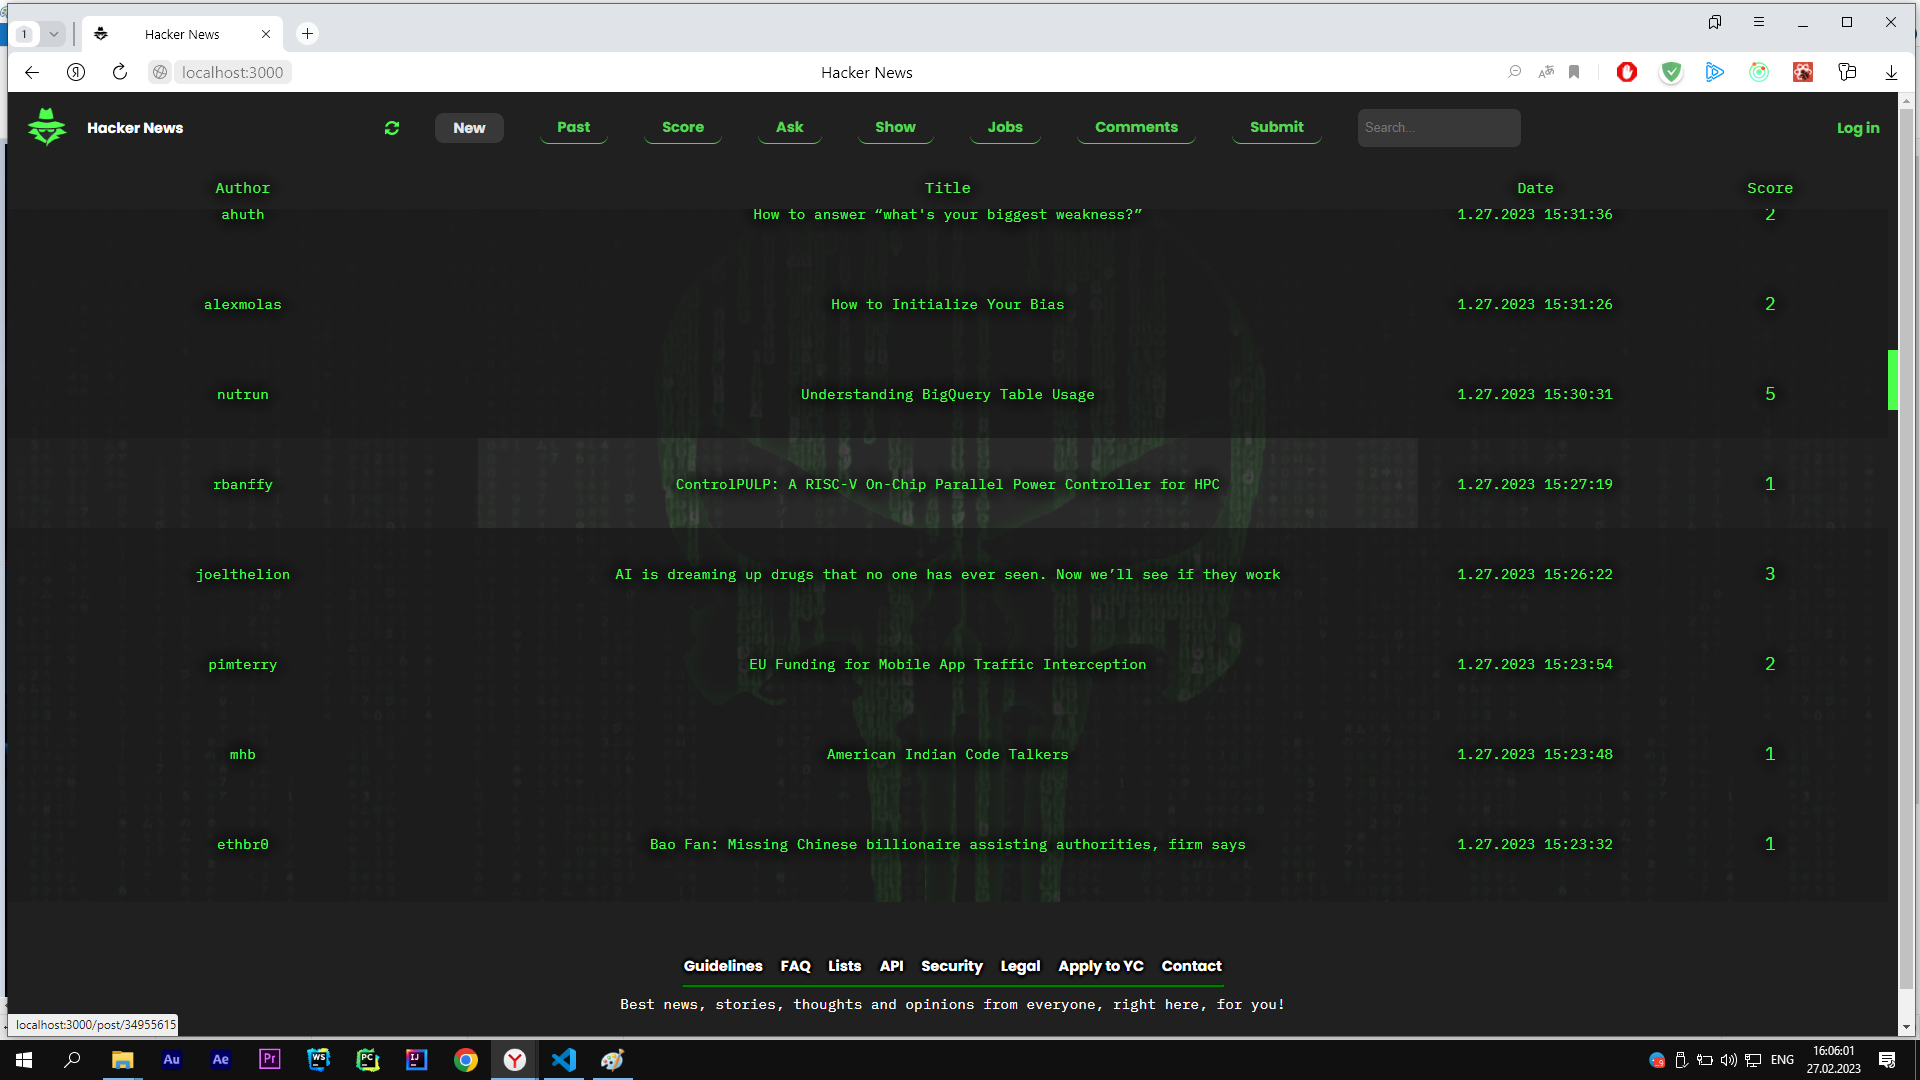 1
Hacker News
localhost:3000
Hacker News
Hacker News
New
Past
Score
Ask
Show
Jobs
Comments
Submit
Search...
Log in
Author Title Date Score
ahuth How to answer “what's your biggest weakness?” 1.27.2023 15:31:36 2
alexmolas How to Initialize Your Bias 1.27.2023 15:31:26 2
nutrun Understanding BigQuery Table Usage 1.27.2023 15:30:31 5
rbanffy ControlPULP: A RISC-V On-Chip Parallel Power Controller for HPC 1.27.2023 15:27:19 1
joelthelion AI is dreaming up drugs that no one has ever seen. Now we’ll see if they work 1.27.2023 15:26:22 3
pimterry EU Funding for Mobile App Traffic Interception 1.27.2023 15:23:54 2
mhb American Indian Code Talkers 1.27.2023 15:23:48 1
ethbr0 Bao Fan: Missing Chinese billionaire assisting authorities, firm says 1.27.2023 15:23:32 1
Guidelines FAQ Lists API Security Legal Apply to YC Contact
Best news, stories, thoughts and opinions from everyone, right here, for you!
localhost:3000/post/34955615
Au
Ae
Pr
WS
PC
IJ
ENG
16:06:01
27.02.2023